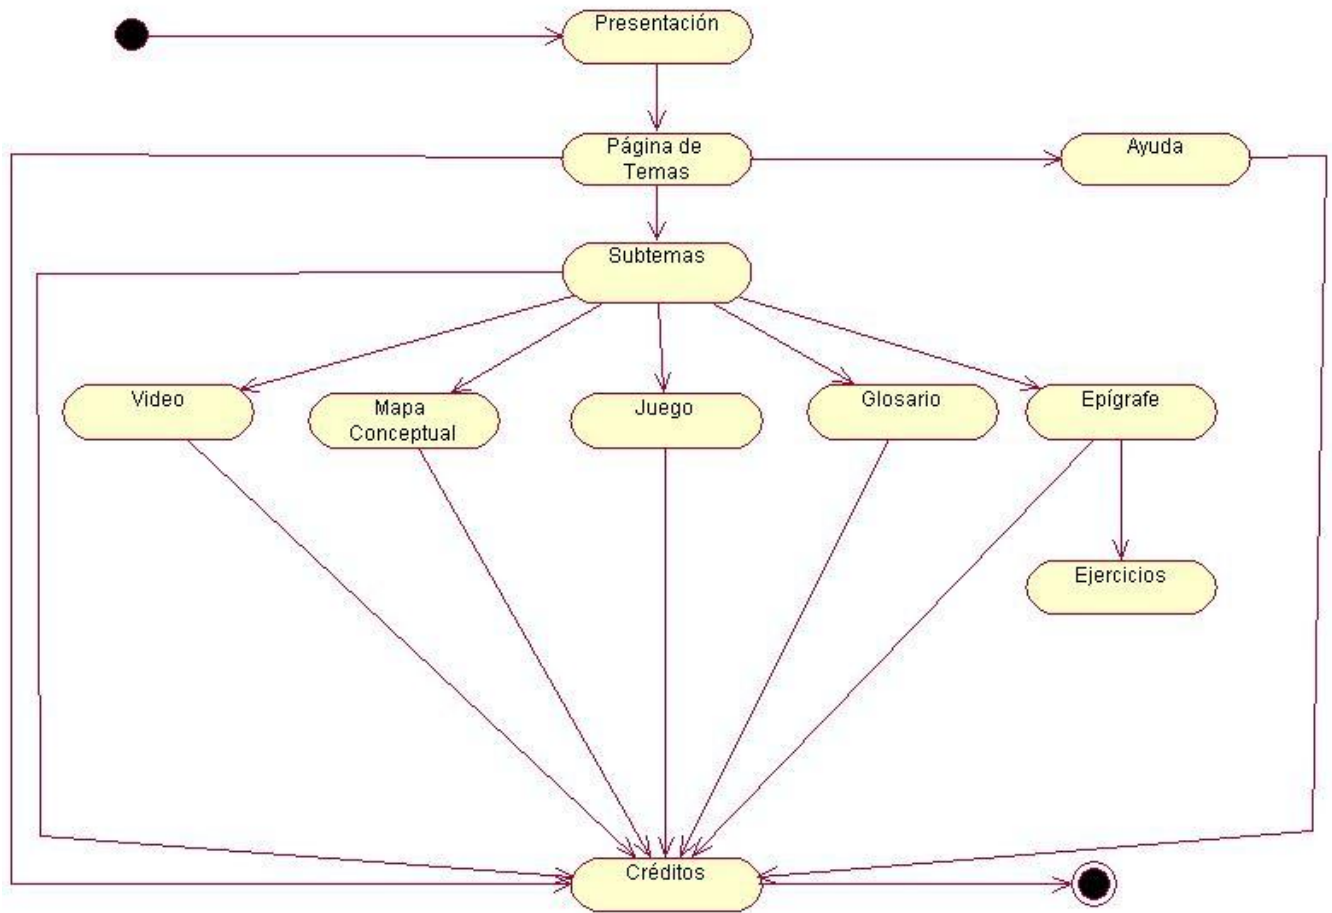 Presentación
Página de
Temas
Ayuda
Subtemas
Video
Mapa
Conceptual
Juego
Glosario
Epígrafe
Ejercicios
Créditos